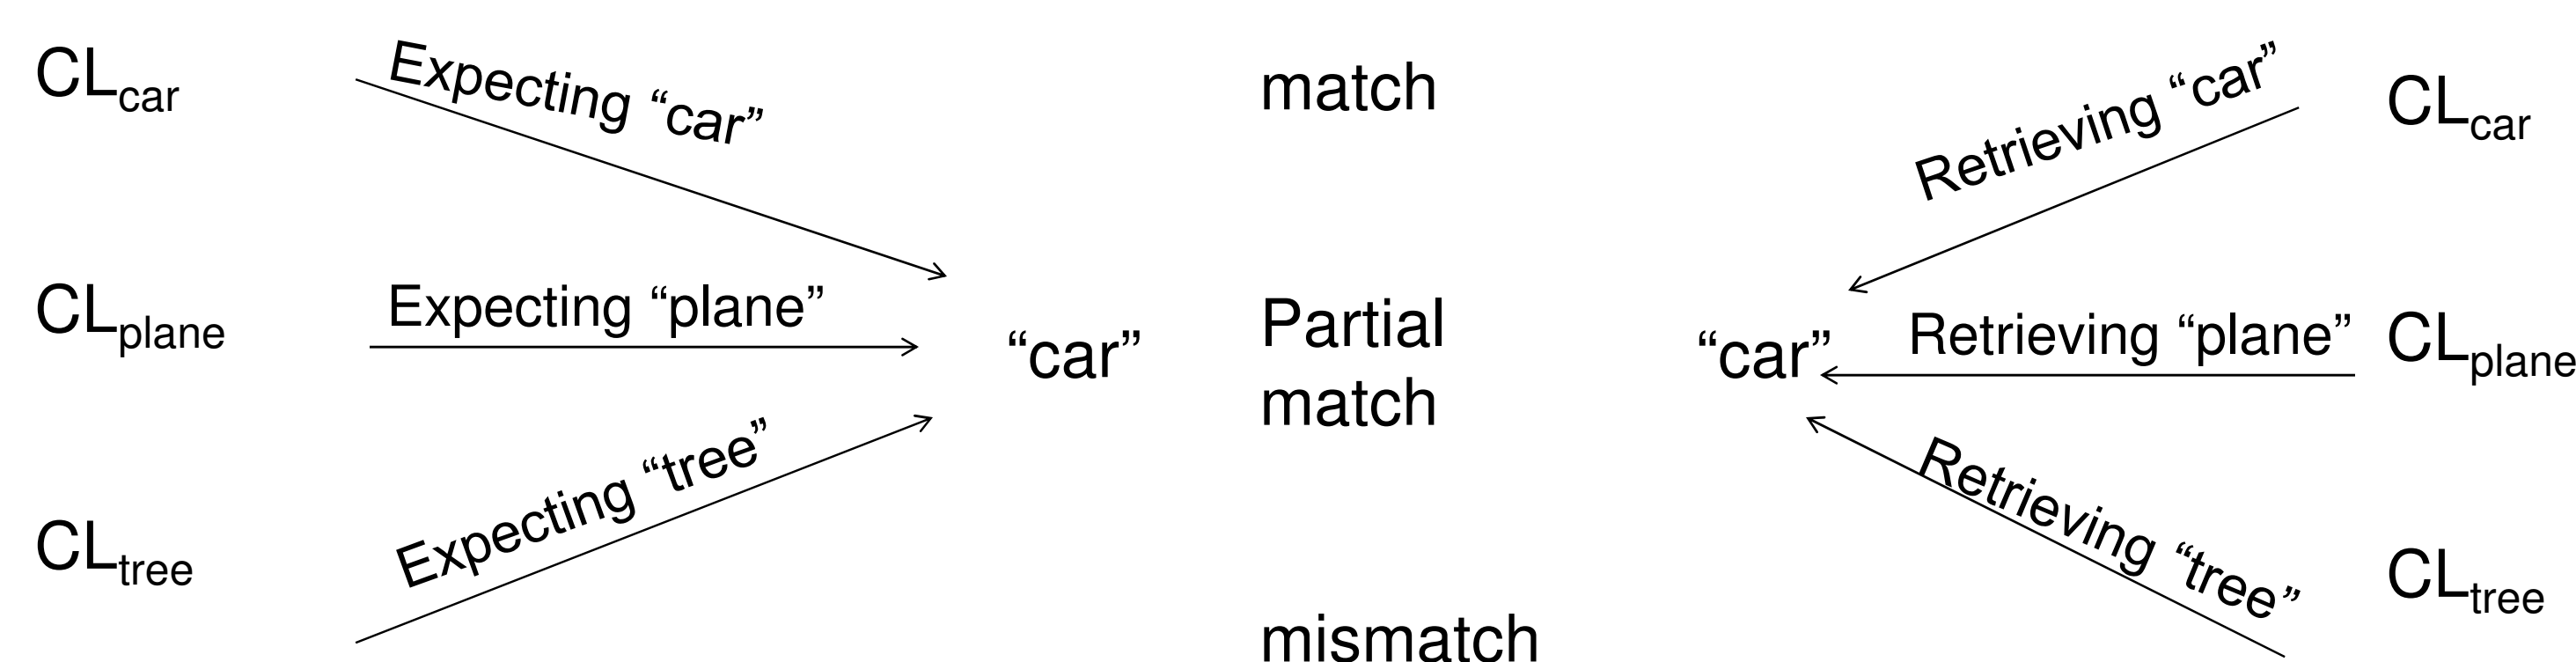 CLcar
Expecting “car”
match
Retrieving “car”
CLcar
CLplane
Expecting “plane”
“car”
Partial
match
“car”
Retrieving “plane”
CLplane
CLtree
Expecting “tree”
mismatch
Retrieving “tree”
CLtree